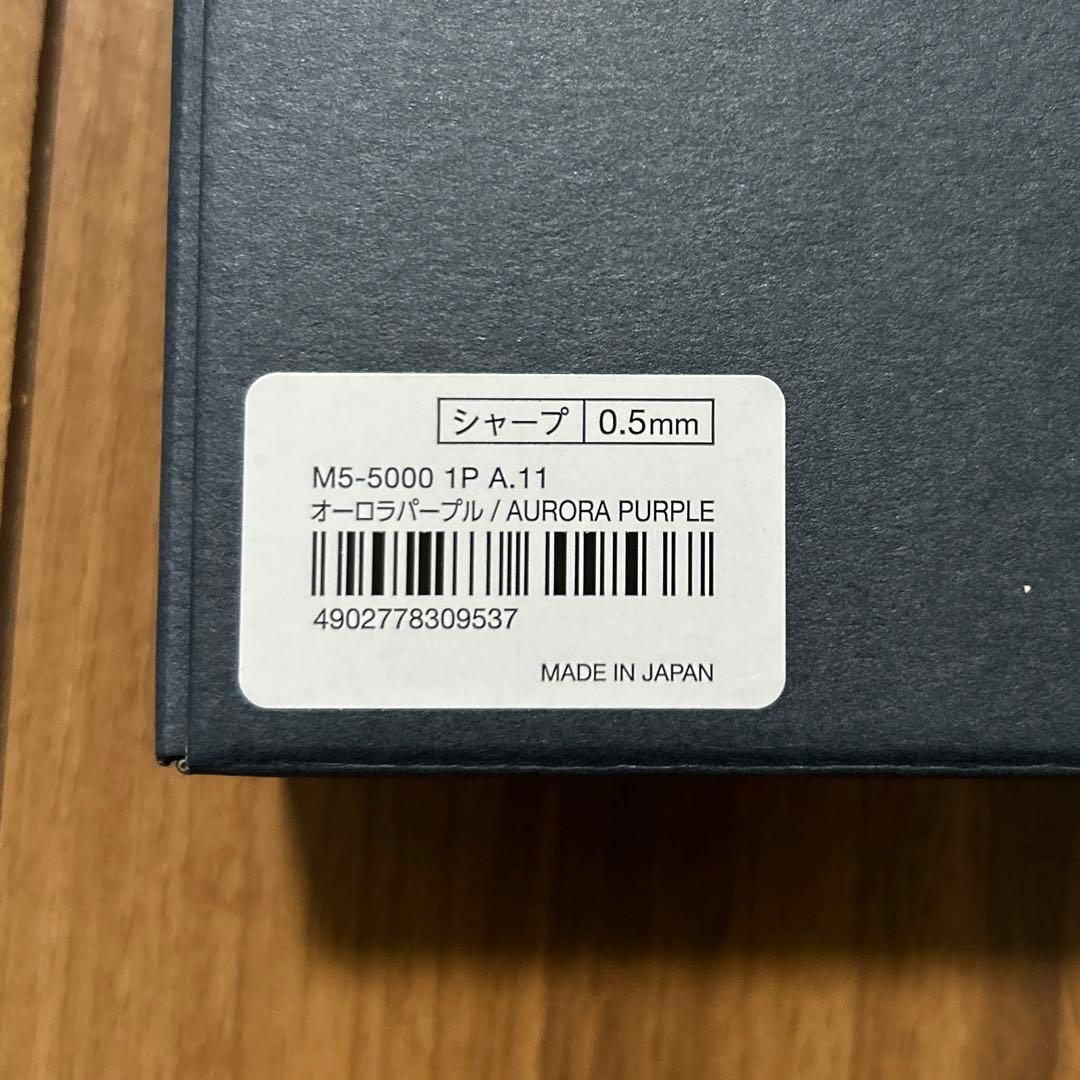 シャープ 0.5mm
M5-5000 1P A.11
オーロラパープル / AURORA PURPLE
4902778309537
MADE IN JAPAN